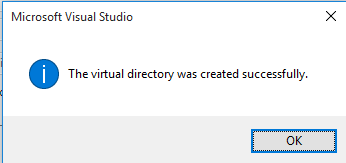 Microsoft Visual Studio
The virtual directory was created successfully.
OK